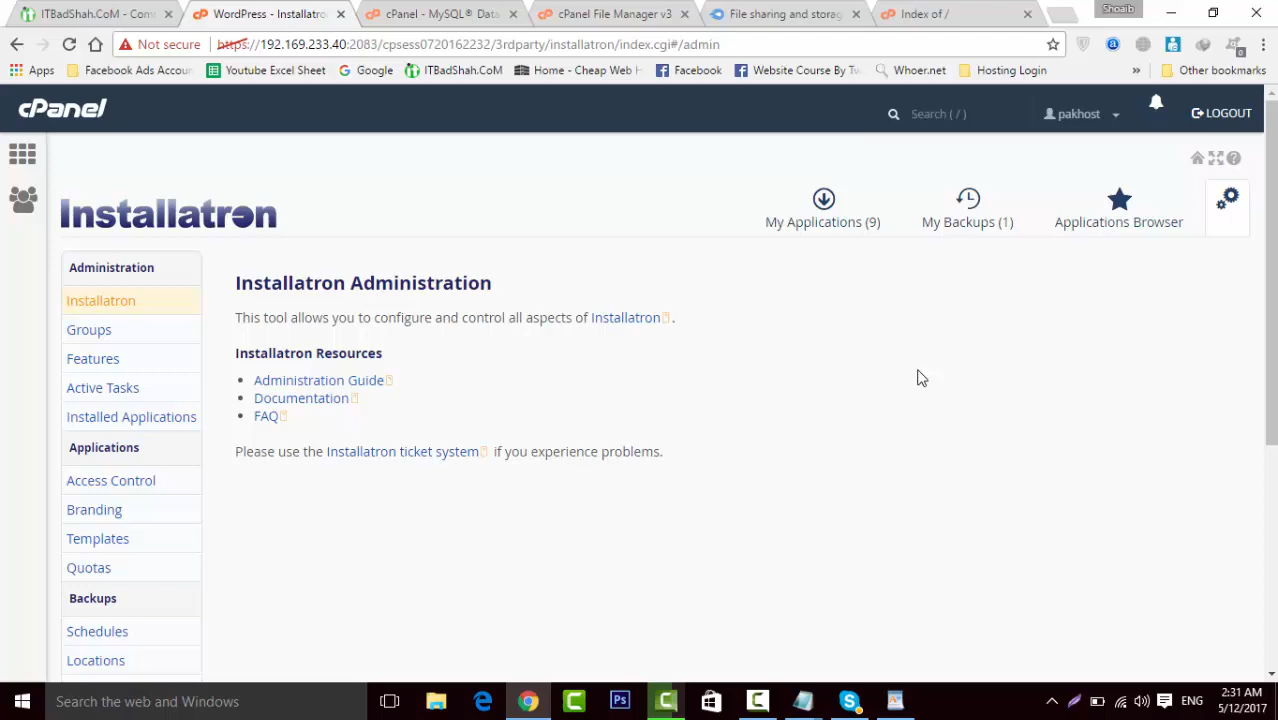 ITBadShah.CoM - Com
WordPress - Installatro
cPanel - MySQL® Data
cPanel File Manager v3
File sharing and storag
Index of /
Shoaib
Not secure https://192.169.233.40:2083/cpsess0720162232/3rdparty/installatron/index.cgi#/admin
Apps Facebook Ads Accoun Youtube Excel Sheet Google ITBadShah.CoM Home - Cheap Web H Facebook Website Course By Tw Whoer.net Hosting Login » Other bookmarks
cPanel Search ( / ) pakhost LOGOUT
Installatron
My Applications (9) My Backups (1) Applications Browser
Administration
Installatron
Groups
Features
Active Tasks
Installed Applications
Applications
Access Control
Branding
Templates
Quotas
Backups
Schedules
Locations
Installatron Administration
This tool allows you to configure and control all aspects of Installatron .
Installatron Resources
• Administration Guide
• Documentation
• FAQ
Please use the Installatron ticket system if you experience problems.
Search the web and Windows
Ps
ENG
2:31 AM
5/12/2017